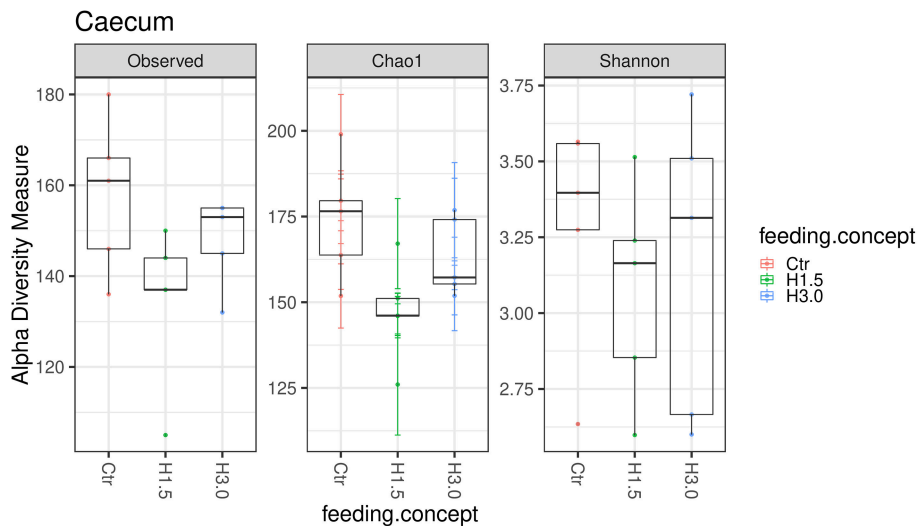 Caecum
Observed
Chao1
Shannon
Alpha Diversity Measure
180
160
140
120
200
175
150
125
3.75
3.50
3.25
3.00
2.75
Ctr
H1.5
H3.0
Ctr
H1.5
H3.0
Ctr
H1.5
H3.0
feeding.concept
feeding.concept
Ctr
H1.5
H3.0